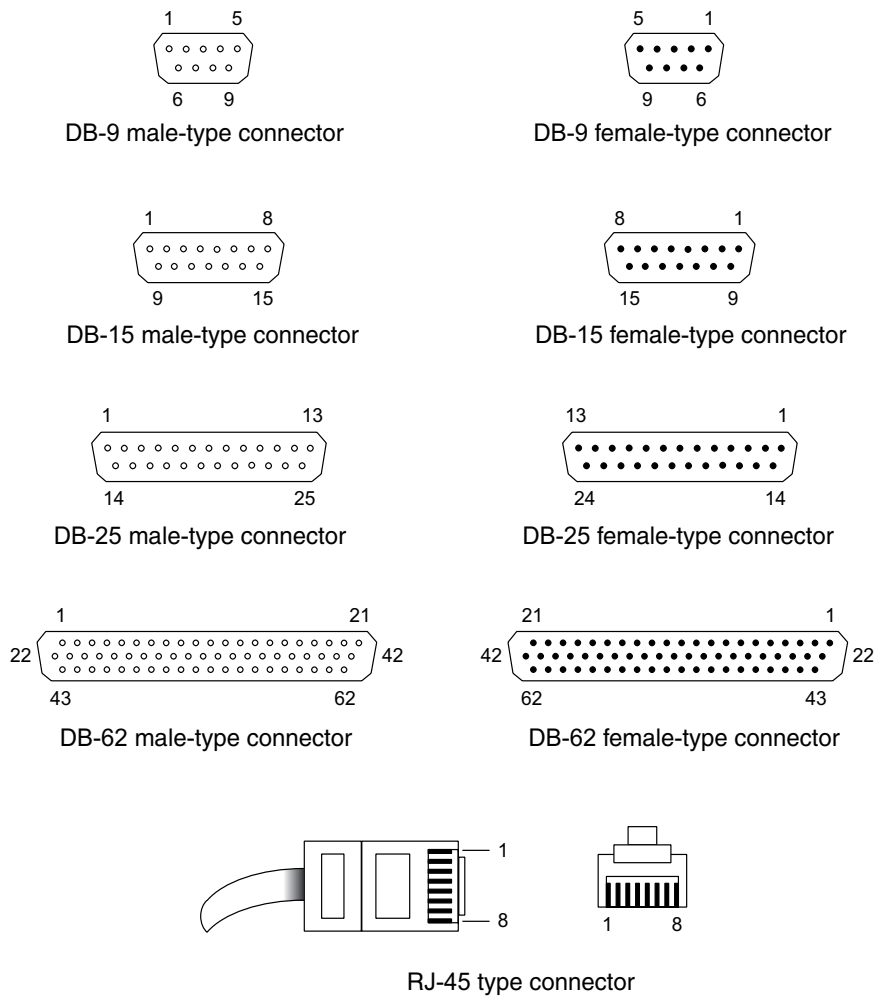 1 5
5 1
6 9
9 6
DB-9 male-type connector
DB-9 female-type connector
1 8
8 1
9 15
15 9
DB-15 male-type connector
DB-15 female-type connector
1 13
13 1
14 25
24 14
DB-25 male-type connector
DB-25 female-type connector
1 21
21 1
22 42
42 22
43 62
62 43
DB-62 male-type connector
DB-62 female-type connector
1
8
1 8
RJ-45 type connector